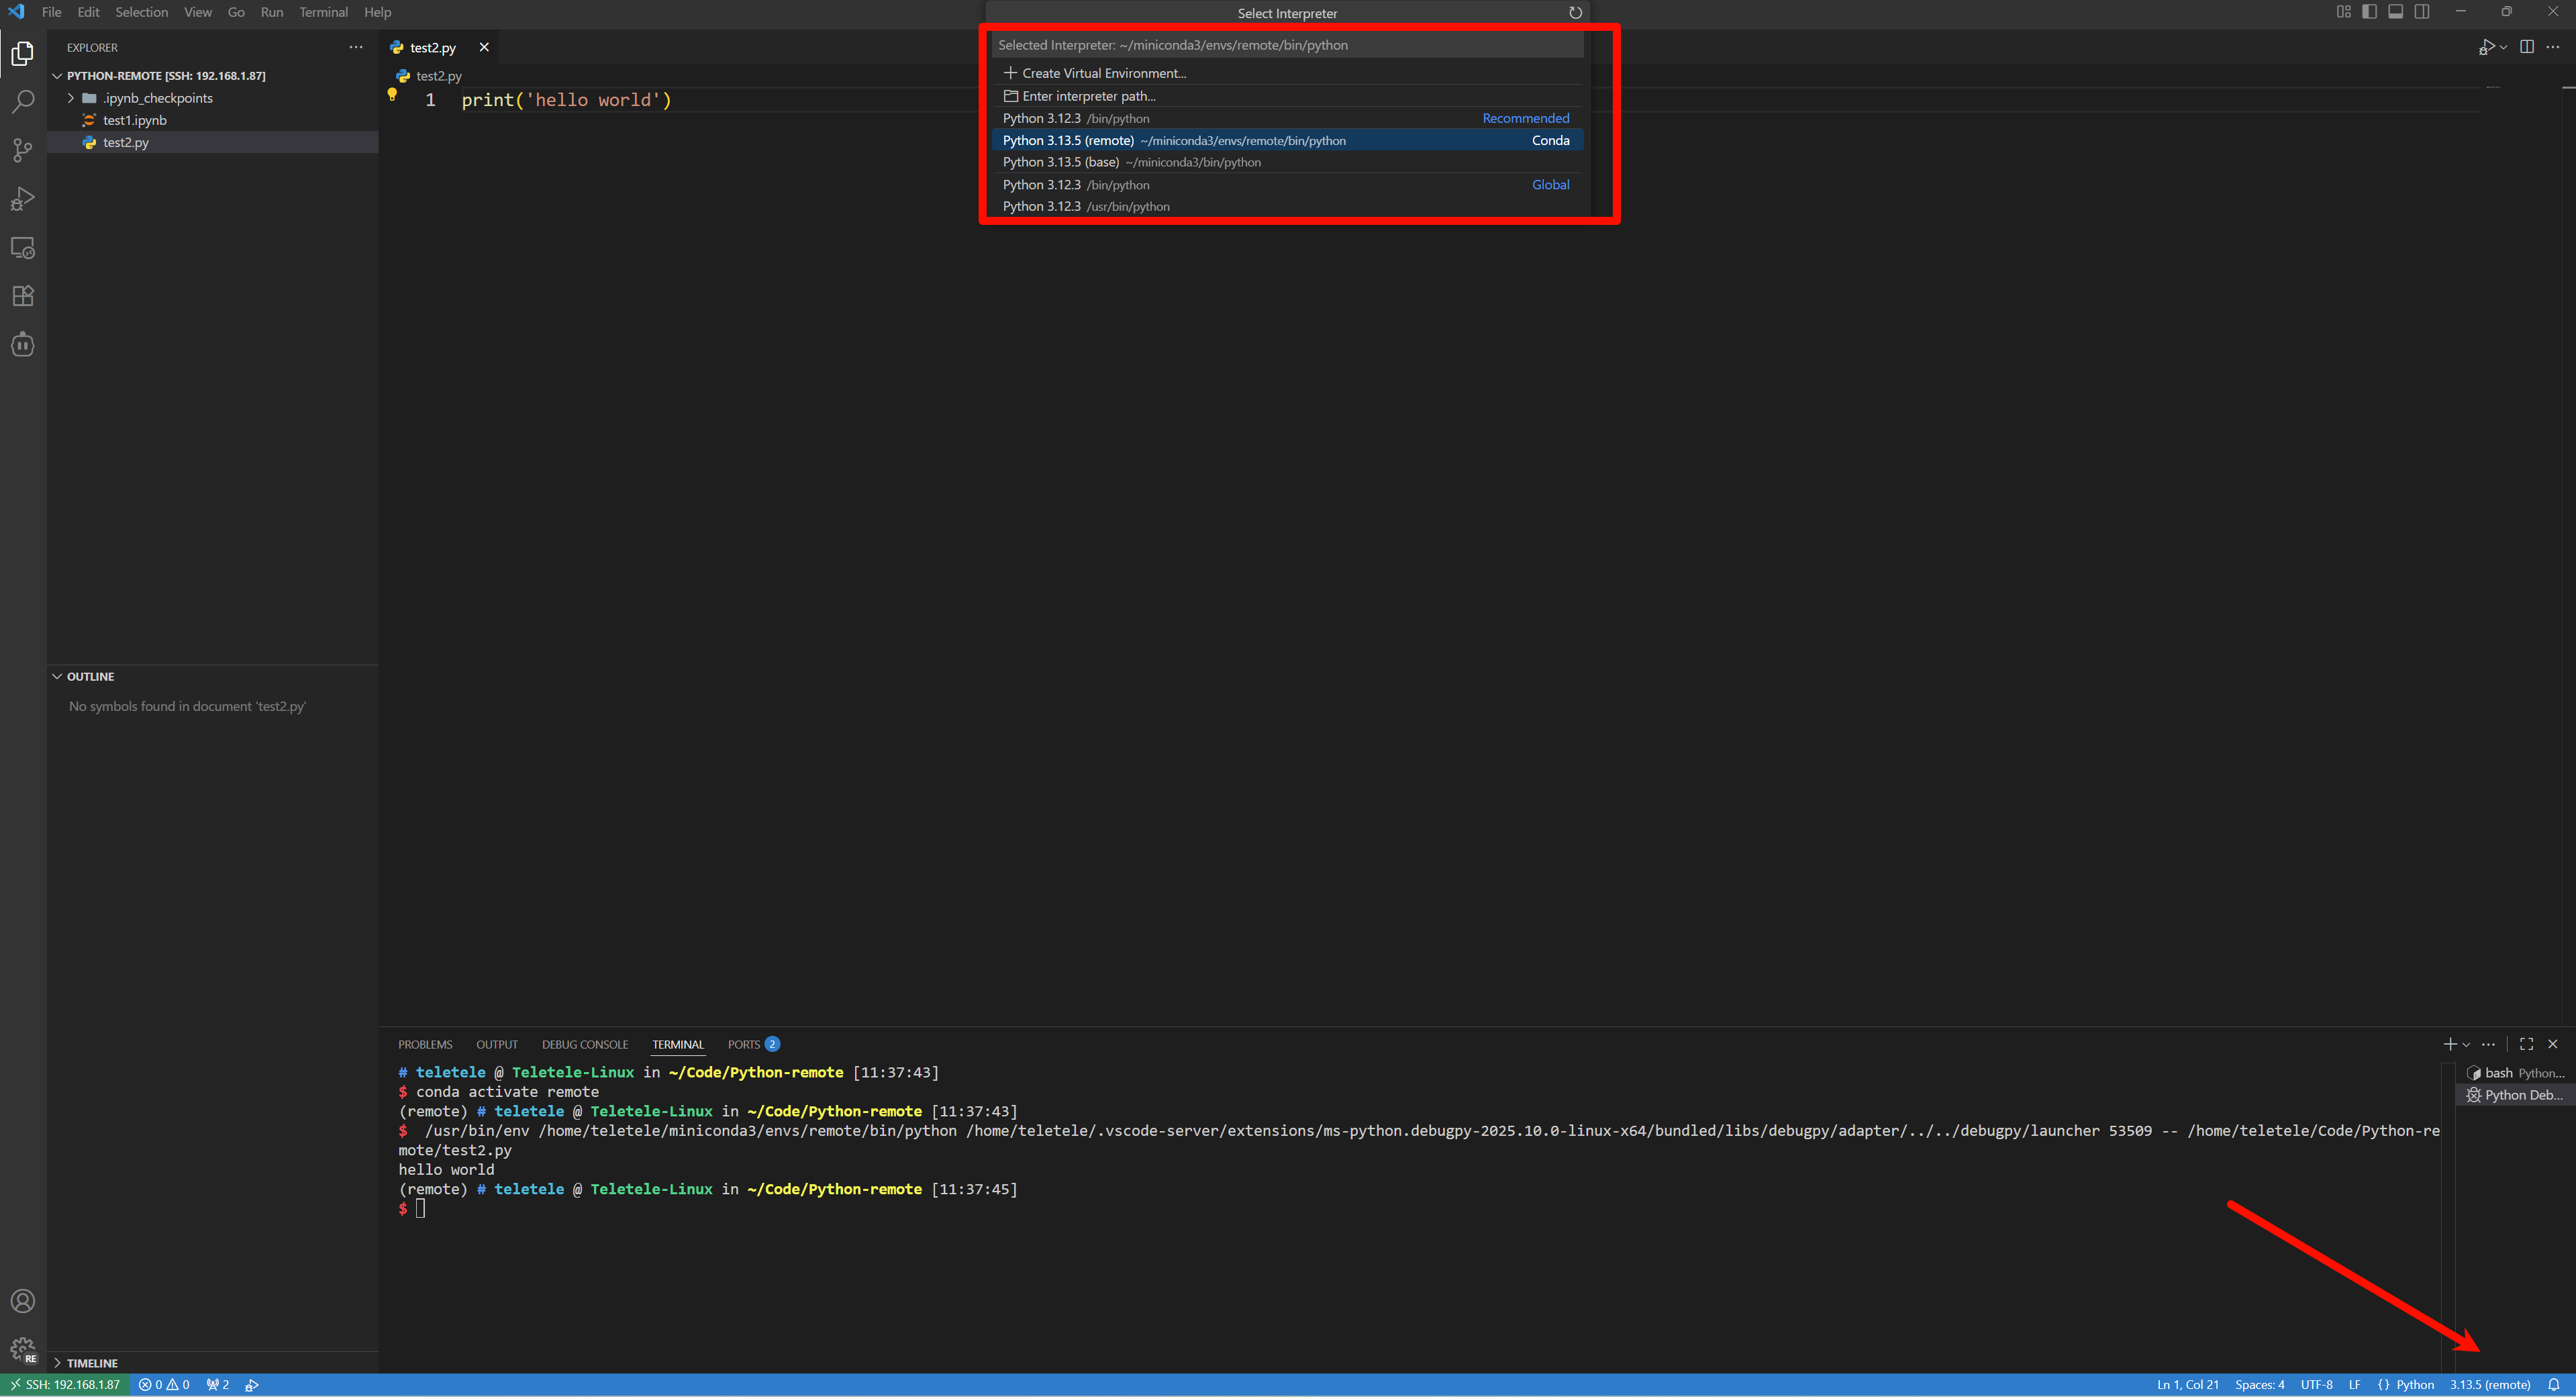 File Edit Selection View Go Run Terminal Help
Select Interpreter
EXPLORER
PYTHON-REMOTE [SSH: 192.168.1.87]
.ipynb_checkpoints
test1.ipynb
test2.py
test2.py
test2.py
1 print('hello world')
Selected Interpreter: ~/miniconda3/envs/remote/bin/python
Create Virtual Environment...
Enter interpreter path...
Python 3.12.3 /bin/python Recommended
Python 3.13.5 (remote) ~/miniconda3/envs/remote/bin/python Conda
Python 3.13.5 (base) ~/miniconda3/bin/python
Python 3.12.3 /bin/python Global
Python 3.12.3 /usr/bin/python
OUTLINE
No symbols found in document 'test2.py'
PROBLEMS OUTPUT DEBUG CONSOLE TERMINAL PORTS 2
# teletele @ Teletele-Linux in ~/Code/Python-remote [11:37:43]
$ conda activate remote
(remote) # teletele @ Teletele-Linux in ~/Code/Python-remote [11:37:43]
$ /usr/bin/env /home/teletele/miniconda3/envs/remote/bin/python /home/teletele/.vscode-server/extensions/ms-python.debugpy-2025.10.0-linux-x64/bundled/libs/debugpy/adapter/../../debugpy/launcher 53509 -- /home/teletele/Code/Python-re
mote/test2.py
hello world
(remote) # teletele @ Teletele-Linux in ~/Code/Python-remote [11:37:45]
$
bash Python...
Python Deb...
RE
TIMELINE
SSH: 192.168.1.87 0 0 2 Ln 1, Col 21 Spaces: 4 UTF-8 LF {} Python 3.13.5 (remote)